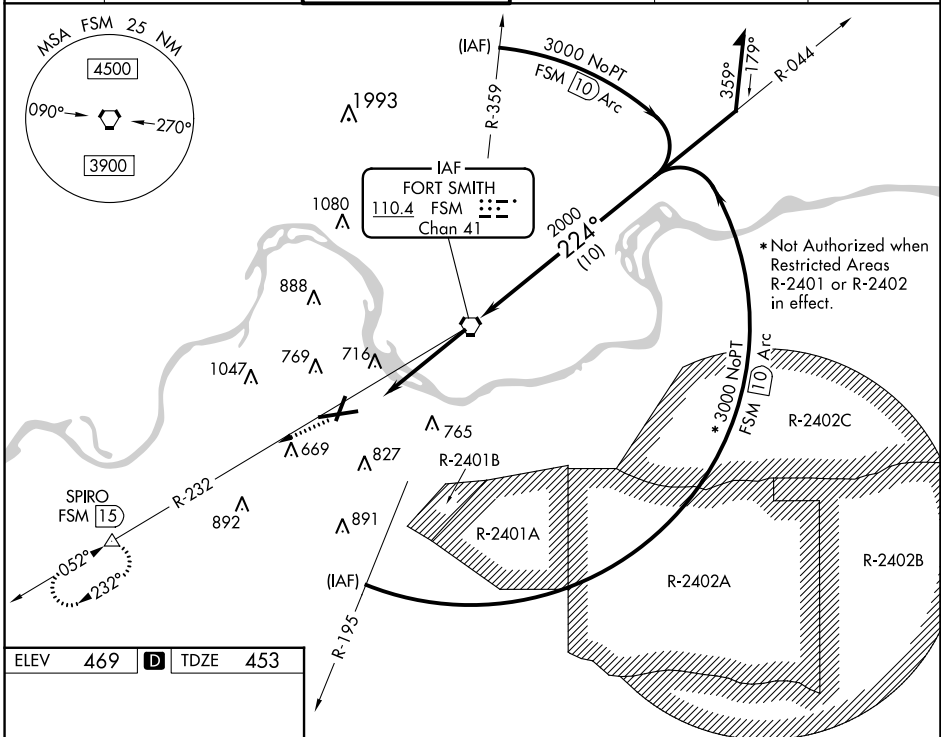 MSA FSM 25 NM
4500
090°
270°
3900
(IAF)
3000 NoPT
FSM 10 Arc
R-359
359°
179°
R-044
1993
IAF
FORT SMITH
110.4 FSM
Chan 41
1080
2000
224°
(10)
*Not Authorized when
Restricted Areas
R-2401 or R-2402
in effect.
888
1047
769
716
* 3000 NoPT
FSM 10 Arc
R-2402C
765
669
827
R-2401B
R-232
SPIRO
FSM 15
892
891
R-2401A
R-2402B
052°
232°
(IAF)
R-2402A
R-195
ELEV 469 D TDZE 453